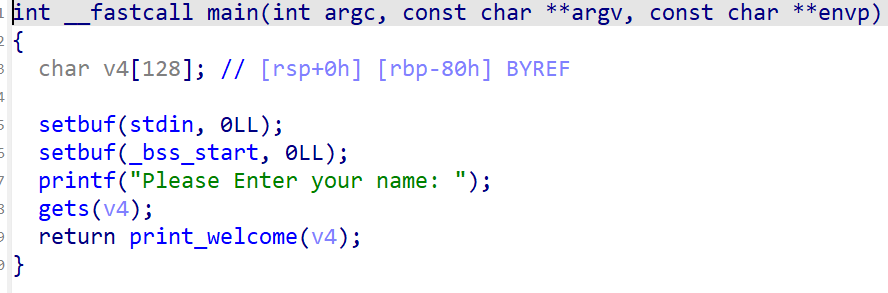 1 int __fastcall main(int argc, const char **argv, const char **envp)
2 {
3   char v4[128]; // [rsp+0h] [rbp-80h] BYREF
4
5   setbuf(stdin, 0LL);
6   setbuf(_bss_start, 0LL);
7   printf("Please Enter your name: ");
8   gets(v4);
9   return print_welcome(v4);
0 }